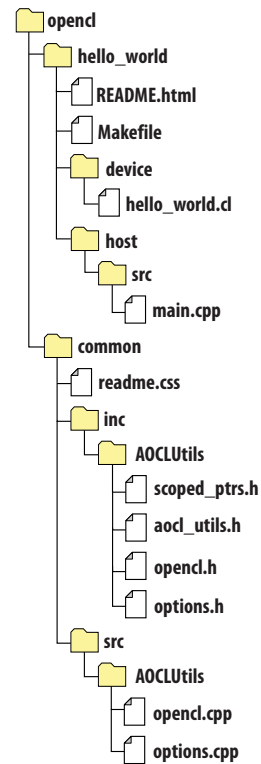 opencl
hello_world
README.html
Makefile
device
hello_world.cl
host
src
main.cpp
common
readme.css
inc
AOCLUtils
scoped_ptrs.h
aocl_utils.h
opencl.h
options.h
src
AOCLUtils
opencl.cpp
options.cpp